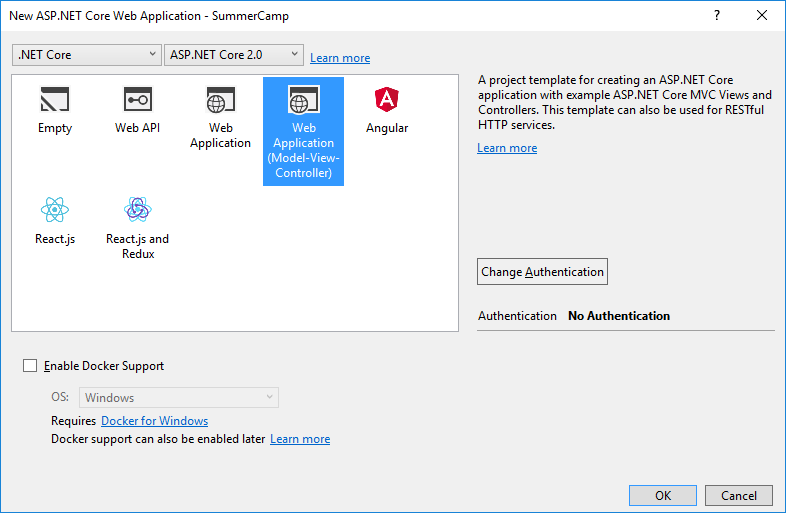 New ASP.NET Core Web Application - SummerCamp
.NET Core
ASP.NET Core 2.0
Learn more
Empty
Web API
Web
Application
Web
Application
(Model-View-
Controller)
Angular
React.js
React.js and
Redux
A project template for creating an ASP.NET Core
application with example ASP.NET Core MVC Views and
Controllers. This template can also be used for RESTful
HTTP services.
Learn more
Change Authentication
Authentication No Authentication
Enable Docker Support
OS: Windows
Requires Docker for Windows
Docker support can also be enabled later Learn more
OK
Cancel